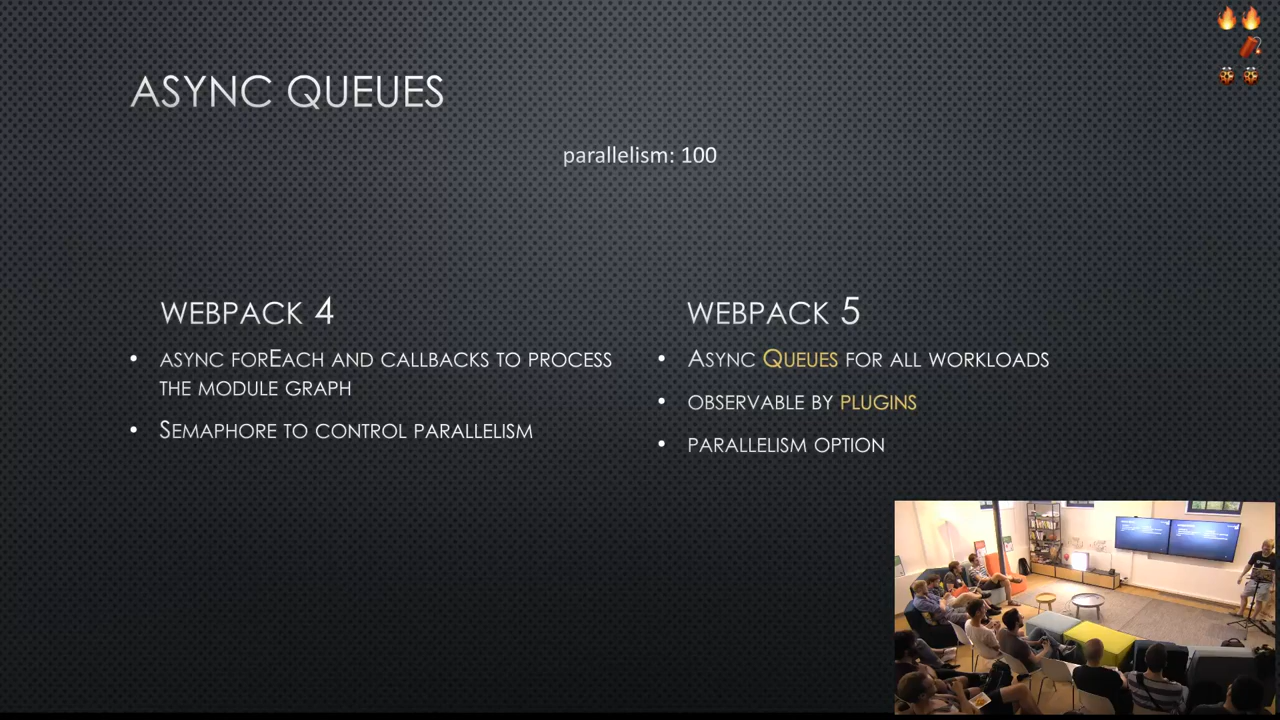 ASYNC QUEUES
parallelism: 100
WEBPACK 4
ASYNC FOREACH AND CALLBACKS TO PROCESS
THE MODULE GRAPH
SEMAPHORE TO CONTROL PARALLELISM
WEBPACK 5
ASYNC QUEUES FOR ALL WORKLOADS
OBSERVABLE BY PLUGINS
PARALLELISM OPTION